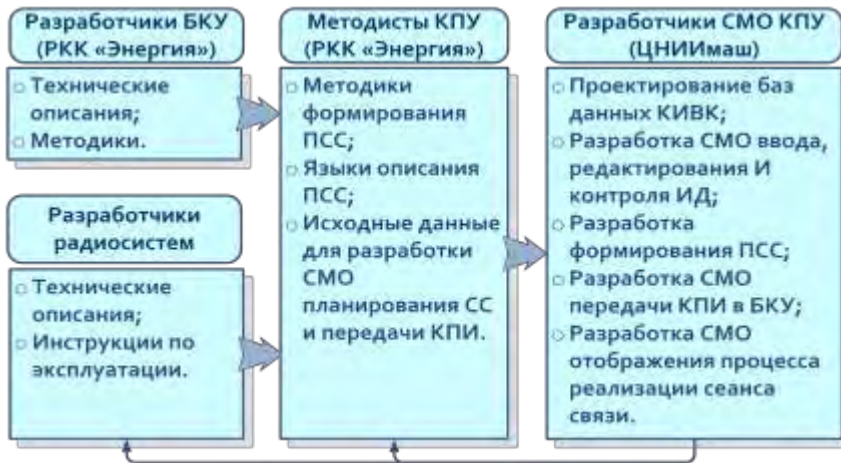 Разработчики БКУ
(РКК «Энергия»)
Технические
описания;
Методики.
Разработчики
радиосистем
Технические
описания;
Инструкции по
эксплуатации.
Методисты КПУ
(РКК «Энергия»)
Методики
формирования
ПСС;
Языки описания
ПСС;
Исходные данные
для разработки
СМО
планирования СС
и передачи КПИ.
Разработчики СМО КПУ
(ЦНИИмаш)
Проектирование баз
данных КИВК;
Разработка СМО ввода,
редактирования И
контроля ИД;
Разработка
формирования ПСС;
Разработка СМО
передачи КПИ в БКУ;
Разработка СМО
отображения процесса
реализации сеанса
связи.